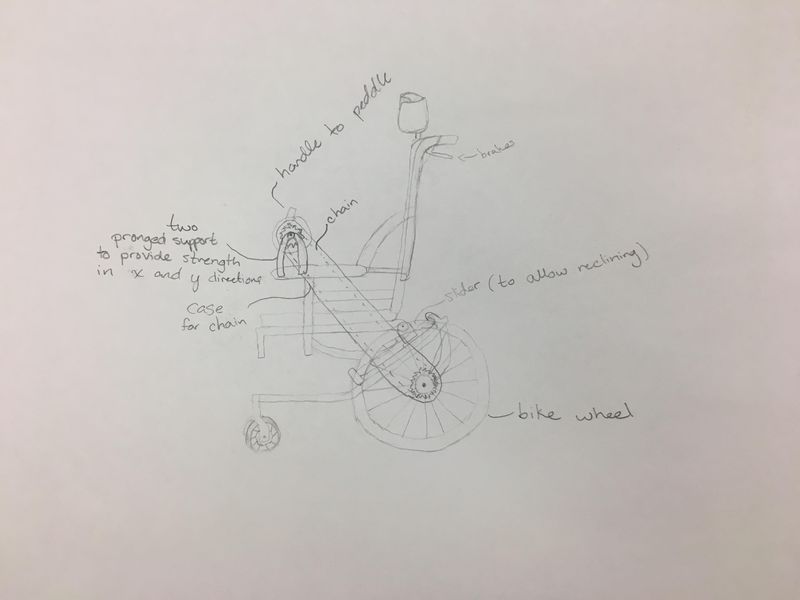 handle to peddle
brakes
chain
two
pronged support
to provide strength
in x and y directions
case
for chain
slider (to allow reclining)
bike wheel